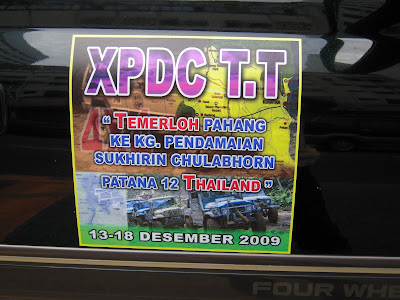 XPDC T.T
“ TEMERLOH PAHANG
KE KG. PENDAMAIAN
SUKHIRIN CHULABHORN
PATANA 12 THAILAND ”
13-18 DESEMBER 2009
FOUR WHE